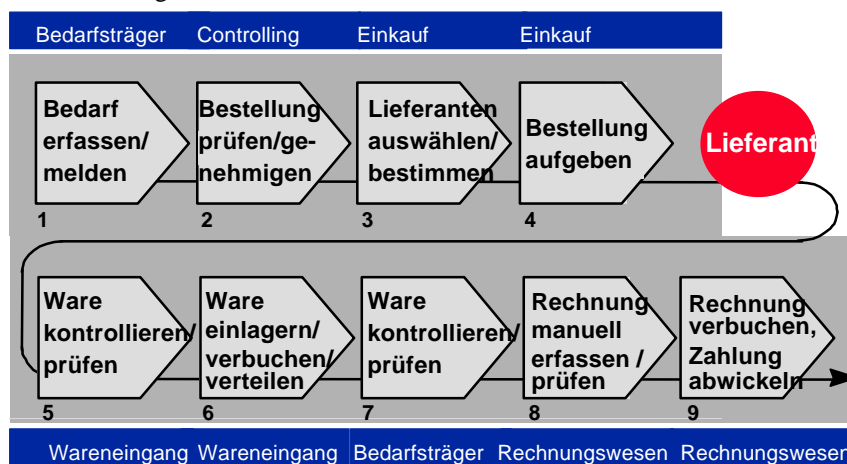 Bedarfsträger Controlling Einkauf Einkauf
Bedarf
erfassen/
melden
1
Bestellung
prüfen/ge-
nehmigen
2
Lieferanten
auswählen/
bestimmen
3
Bestellung
aufgeben
4
Lieferant
Ware
kontrollieren/
prüfen
5
Ware
einlagern/
verbuchen/
verteilen
6
Ware
kontrollieren/
prüfen
7
Rechnung
manuell
erfassen /
prüfen
8
Rechnung
verbuchen,
Zahlung
abwickeln
9
Wareneingang Wareneingang Bedarfsträger Rechnungswesen Rechnungswesen